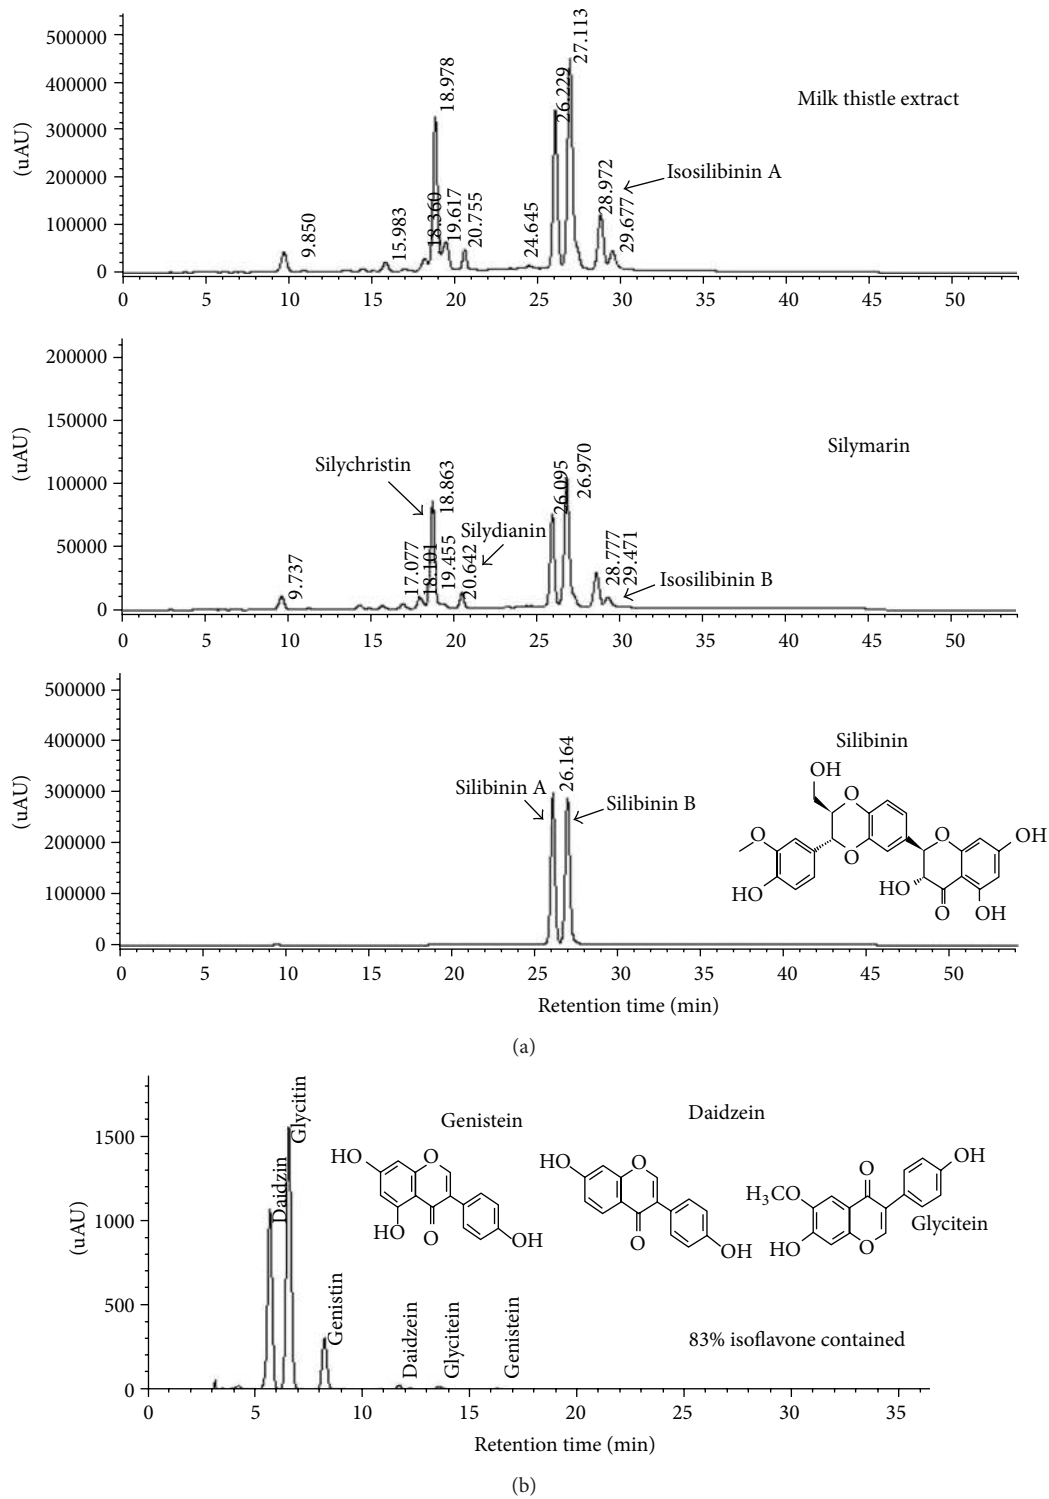 500000
400000
300000
200000
100000
0
(uAU)
9.850
15.983
18.360
18.978
19.617
20.755
24.645
26.229
27.113
28.972
29.677
Milk thistle extract
Isosilibinin A
0 5 10 15 20 25 30 35 40 45 50
200000
150000
100000
50000
0
(uAU)
9.737
Silychristin
17.077
18.101
18.863
19.455
20.642
Silydianin
26.095
26.970
28.777
29.471
Silymarin
Isosilibinin B
0 5 10 15 20 25 30 35 40 45 50
500000
400000
300000
200000
100000
0
(uAU)
Silibinin A
26.164
Silibinin B
Silibinin
OH
O
O
O
O
OH
HO
HO
O
OH
0 5 10 15 20 25 30 35 40 45 50
Retention time (min)
(a)
1500
1000
500
0
(uAU)
Daidzin
Glycitin
Genistin
Daidzein
Glycitein
Genistein
Genistein
HO
O
HO
O
OH
Daidzein
HO
O
O
OH
O
OH
H3CO
HO
O
Glycitein
83% isoflavone contained
0 5 10 15 20 25 30 35
Retention time (min)
(b)